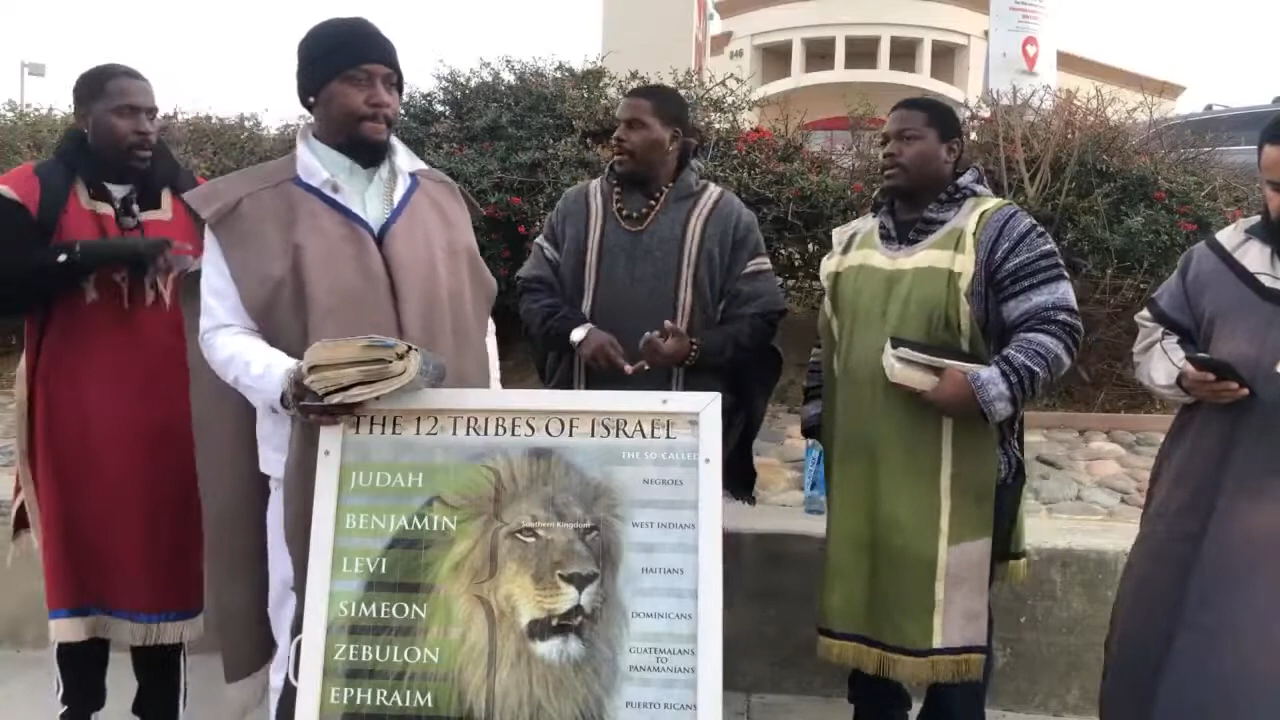 846
THE 12 TRIBES OF ISRAEL
THE SO CALLED
JUDAH
NEGROES
BENJAMIN
Southern Kingdom
WEST INDIANS
LEVI
HAITIANS
SIMEON
DOMINICANS
ZEBULON
GUATEMALANS
TO
PANAMANIANS
EPHRAIM
PUERTO RICANS